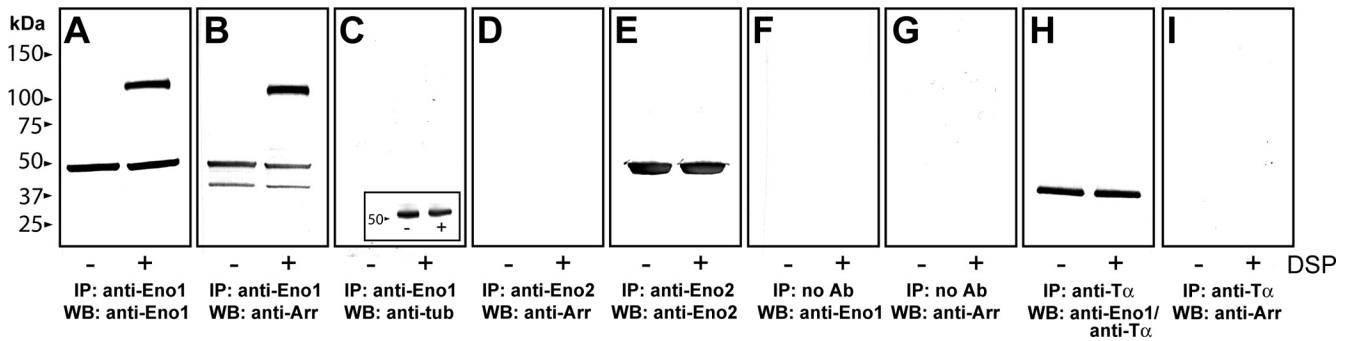 kDa
150
100
75
50
37
25
A
B
C
D
E
F
G
H
I
50
- +
- +
- +
- +
- +
- +
- +
- +
- +
- +
DSP
IP: anti-Eno1
WB: anti-Eno1
IP: anti-Eno1
WB: anti-Arr
IP: anti-Eno1
WB: anti-tub
IP: anti-Eno2
WB: anti-Arr
IP: anti-Eno2
WB: anti-Eno2
IP: no Ab
WB: anti-Eno1
IP: no Ab
WB: anti-Arr
IP: anti-Tα
WB: anti-Eno1/
anti-Tα
IP: anti-Tα
WB: anti-Arr